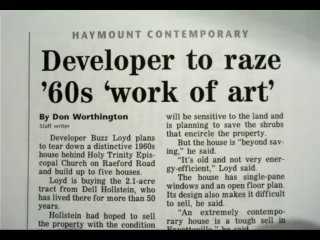 HAYMOUNT CONTEMPORARY
Developer to raze
'60s 'work of art'
By Don Worthington
Staff writer
Developer Buzz Loyd plans
to tear down a distinctive 1960s
house behind Holy Trinity Epis-
copal Church on Raeford Road
and build up to five houses.
Loyd is buying the 2.1-acre
tract from Dell Hollstein, who
has lived there for more than 50
years.
Hollstein had hoped to sell
the property with the condition
will be sensitive to the land and
is planning to save the shrubs
that encircle the property.
But the house is "beyond sav-
ing," he said.
"It's old and not very ener-
gy-efficient," Loyd said.
The house has single-pane
windows and an open floor plan.
Its design also makes it difficult
to sell, he said.
"An extremely contempo-
rary house is a tough sell in